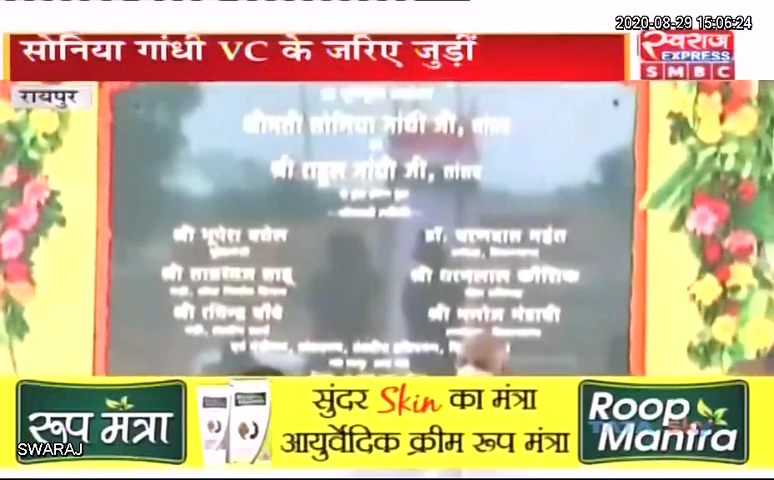 2020-08-29 15:06:24
सोनिया गांधी VC के जरिए जुड़ीं
स्वराज
EXPRESS
SMBC
रायपुर
श्रीमती सोनिया गांधी जी, सांसद
श्री राहुल गांधी जी, सांसद
श्री भूपेश बघेल
डॉ. चरणदास महंत
श्री ताम्रध्वज साहू
श्री धरमलाल कौशिक
श्री रविन्द्र चौबे
श्री मनोज मंडावी
रूप मंत्रा
SWARAJ
सुंदर Skin का मंत्रा
आयुर्वेदिक क्रीम रूप मंत्रा
Roop
Mantra